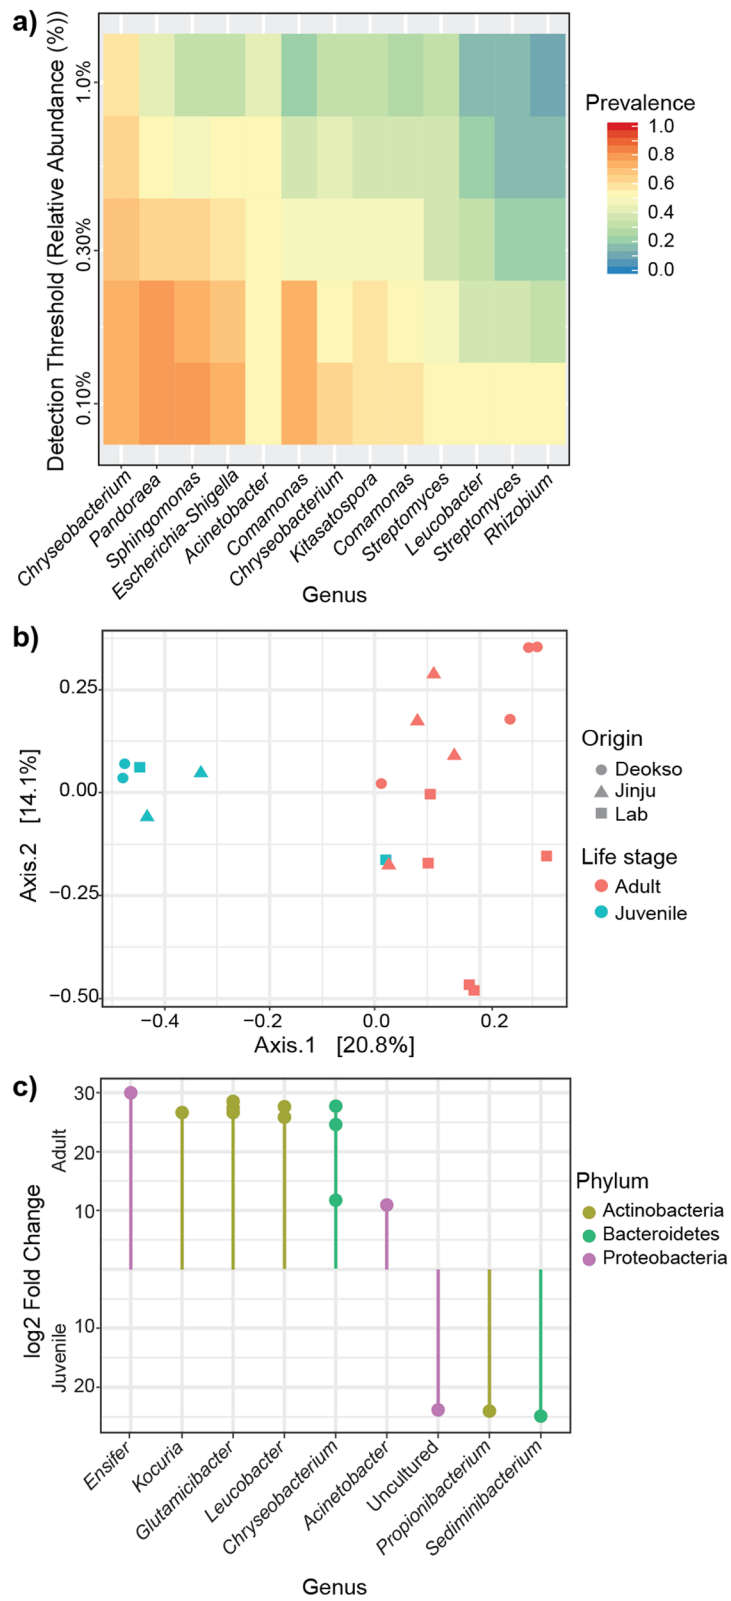 a)
Detection Threshold (Relative Abundance (%))
1.0%
0.30%
0.10%
Prevalence
1.0
0.8
0.6
0.4
0.2
0.0
Chryseobacterium
Pandoraea
Sphingomonas
Escherichia-Shigella
Acinetobacter
Comamonas
Chryseobacterium
Kitasatospora
Comamonas
Streptomyces
Leucobacter
Streptomyces
Rhizobium
Genus
b)
Axis.2 [14.1%]
0.25
0.00
−0.25
−0.50
−0.4
−0.2
0.0
0.2
Axis.1 [20.8%]
Origin
Deokso
Jinju
Lab
Life stage
Adult
Juvenile
c)
log2 Fold Change
Adult
Juvenile
30
20
10
10
20
Phylum
Actinobacteria
Bacteroidetes
Proteobacteria
Ensifer
Kocuria
Glutamicibacter
Leucobacter
Chryseobacterium
Acinetobacter
Uncultured
Propionibacterium
Sediminibacterium
Genus